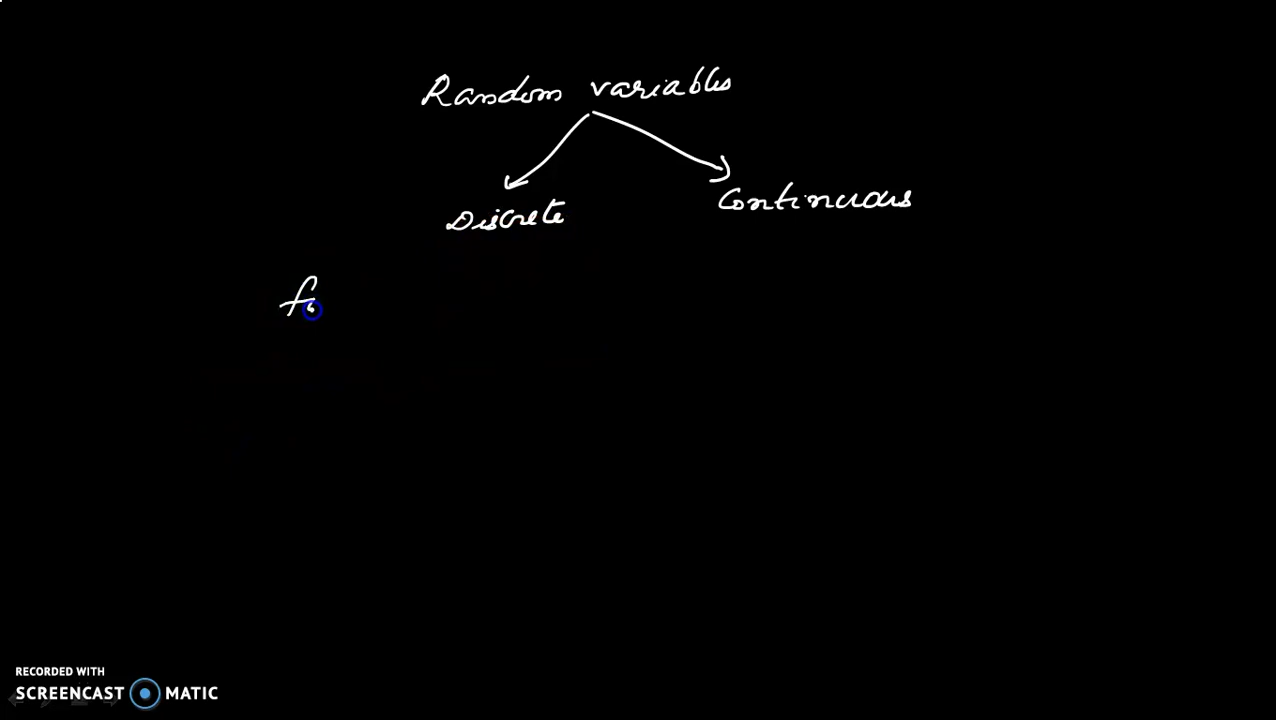 Random variables
Discrete
Continuous
f
RECORDED WITH
SCREENCAST MATIC